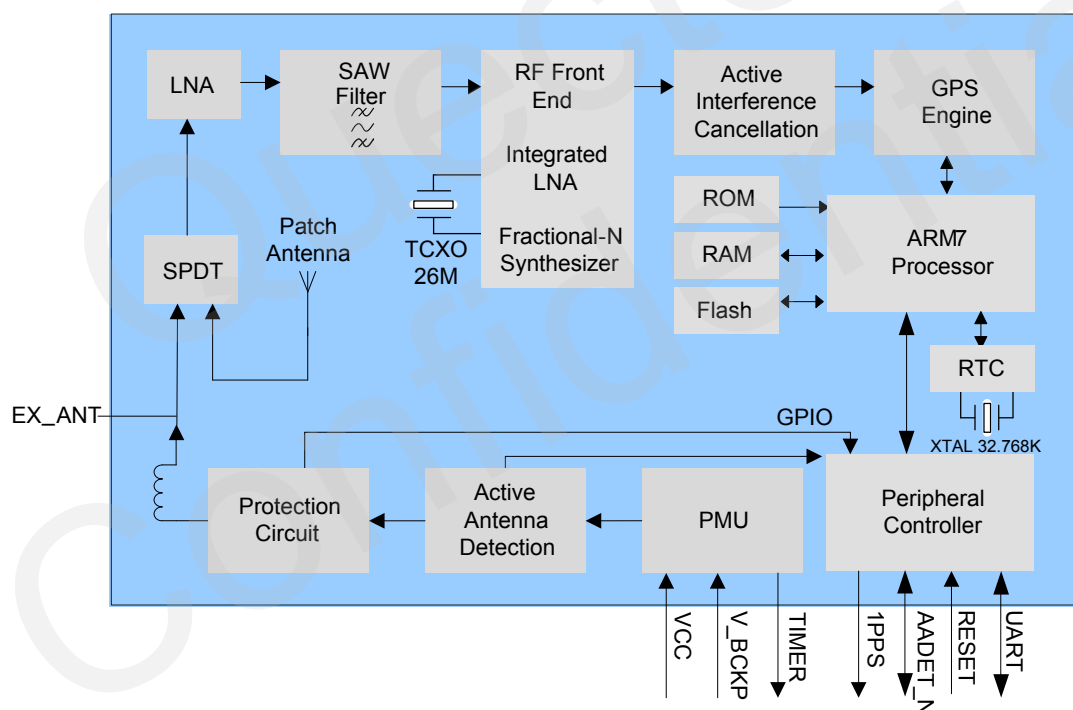 LNA
SAW
Filter
RF Front
End
Integrated
LNA
Fractional-N
Synthesizer
Active
Interference
Cancellation
GPS
Engine
ROM
RAM
Flash
ARM7
Processor
TCXO
26M
Patch
Antenna
SPDT
RTC
XTAL 32.768K
EX_ANT
GPIO
Protection
Circuit
Active
Antenna
Detection
PMU
Peripheral
Controller
VCC
V_BCKP
TIMER
1PPS
AADET_N
RESET
UART
Confidential